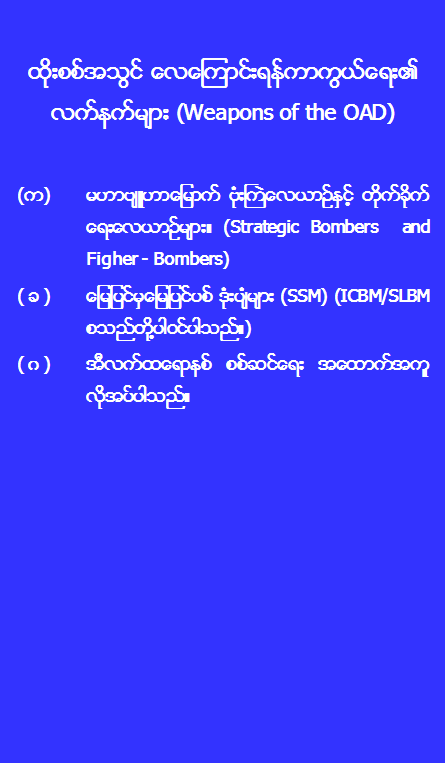 ထိုးစစ်အသွင် လေကြောင်းရန်ကာကွယ်ရေး၏
လက်နက်များ (Weapons of the OAD)
(က) မဟာဗျူဟာမြောက် ဗုံးကြဲလေယာဉ်နှင့် တိုက်ခိုက်
ရေးလေယာဉ်များ။ (Strategic Bombers and
Figher - Bombers)
( ခ ) မြေပြင်မှမြေပြင်ပစ် ဒုံးပျံများ (SSM) (ICBM/SLBM
စသည်တို့ပါဝင်ပါသည်။)
( ဂ ) အီလက်ထရောနစ် စစ်ဆင်ရေး အထောက်အကူ
လိုအပ်ပါသည်။